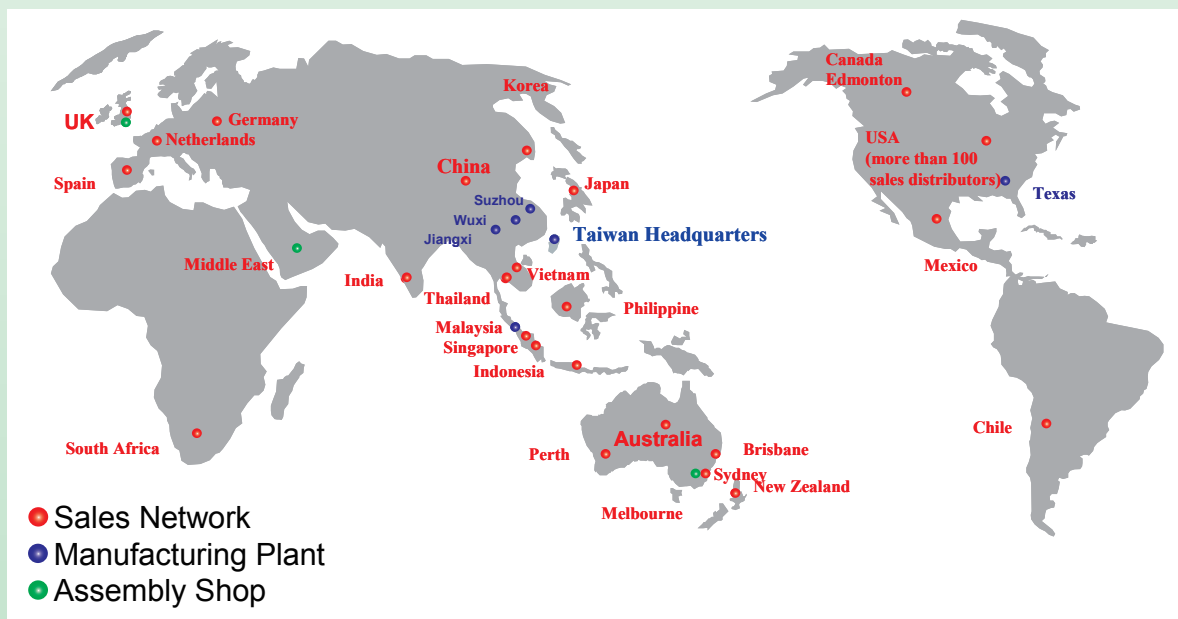 Canada
Edmonton
Korea
UK
Germany
Netherlands
USA
(more than 100
sales distributors)
China
Spain
Japan
Texas
Suzhou
Wuxi
Jiangxi
Taiwan Headquarters
Middle East
Mexico
India
Vietnam
Thailand
Philippine
Malaysia
Singapore
Indonesia
Chile
South Africa
Australia
Perth
Brisbane
Sydney
New Zealand
Melbourne
Sales Network
Manufacturing Plant
Assembly Shop